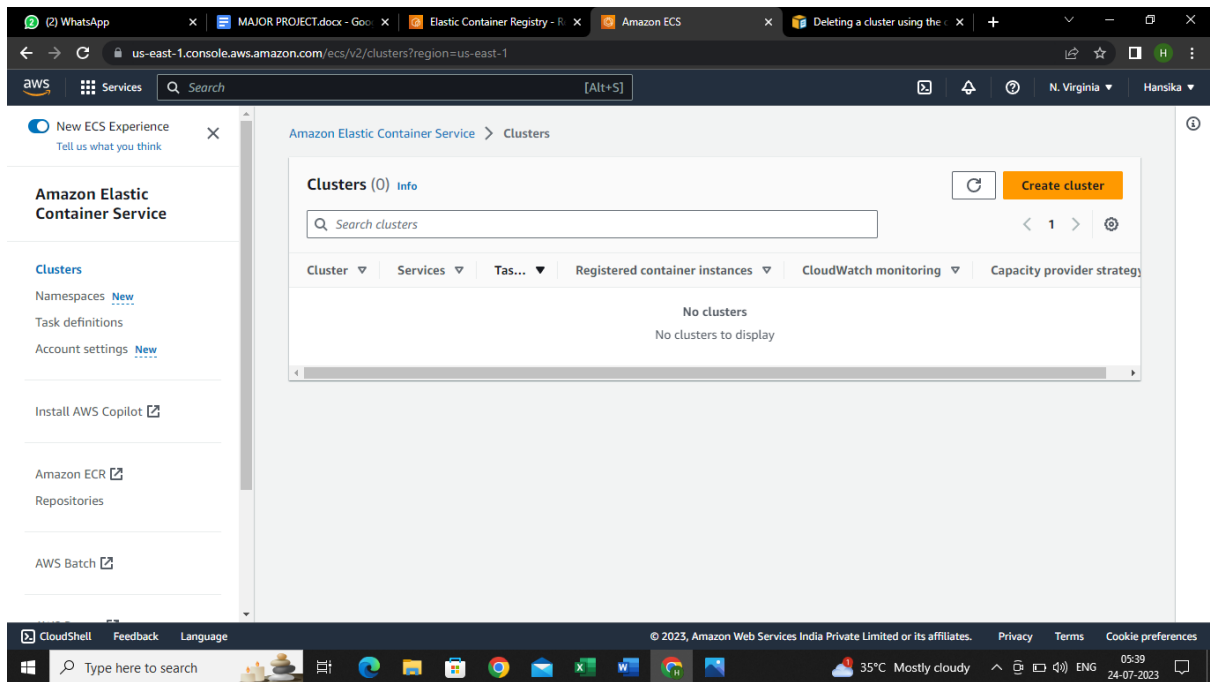 (2) WhatsApp
MAJOR PROJECT.docx - Goo
Elastic Container Registry - R
Amazon ECS
Deleting a cluster using the c
us-east-1.console.aws.amazon.com/ecs/v2/clusters?region=us-east-1
H
aws
Services
Search
[Alt+S]
N. Virginia
Hansika
New ECS Experience
Tell us what you think
Amazon Elastic
Container Service
Clusters
Namespaces New
Task definitions
Account settings New
Install AWS Copilot
Amazon ECR
Repositories
AWS Batch
Amazon Elastic Container Service > Clusters
Clusters (0) Info
Create cluster
Search clusters
1
Cluster
Services
Tas...
Registered container instances
CloudWatch monitoring
Capacity provider strategy
No clusters
No clusters to display
CloudShell
Feedback
Language
© 2023, Amazon Web Services India Private Limited or its affiliates.
Privacy
Terms
Cookie preferences
Type here to search
35°C Mostly cloudy
ENG
05:39
24-07-2023